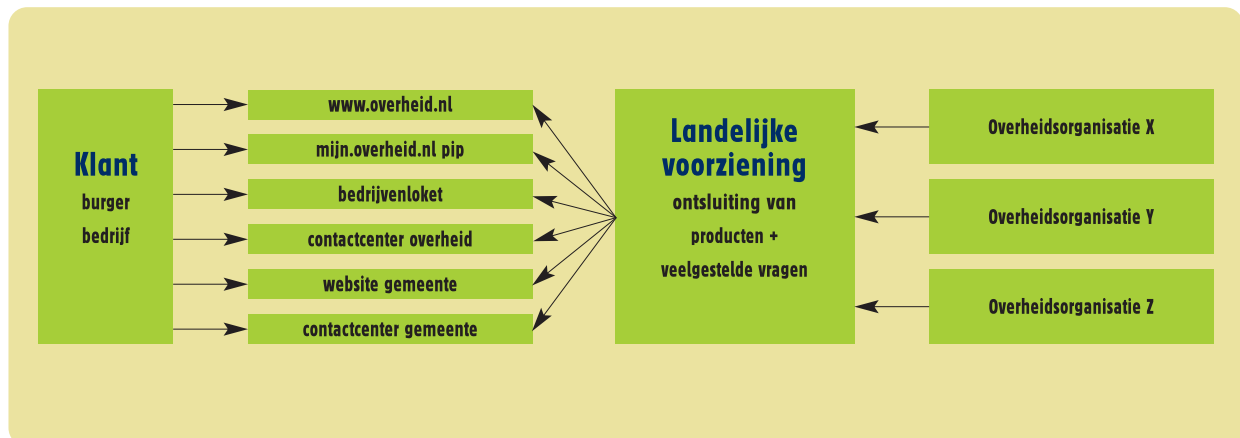 Klant
burger
bedrijf
www.overheid.nl
mijn.overheid.nl pip
bedrijvenloket
contactcenter overheid
website gemeente
contactcenter gemeente
Landelijke
voorziening
ontsluiting van
producten +
veelgestelde vragen
Overheidsorganisatie X
Overheidsorganisatie Y
Overheidsorganisatie Z